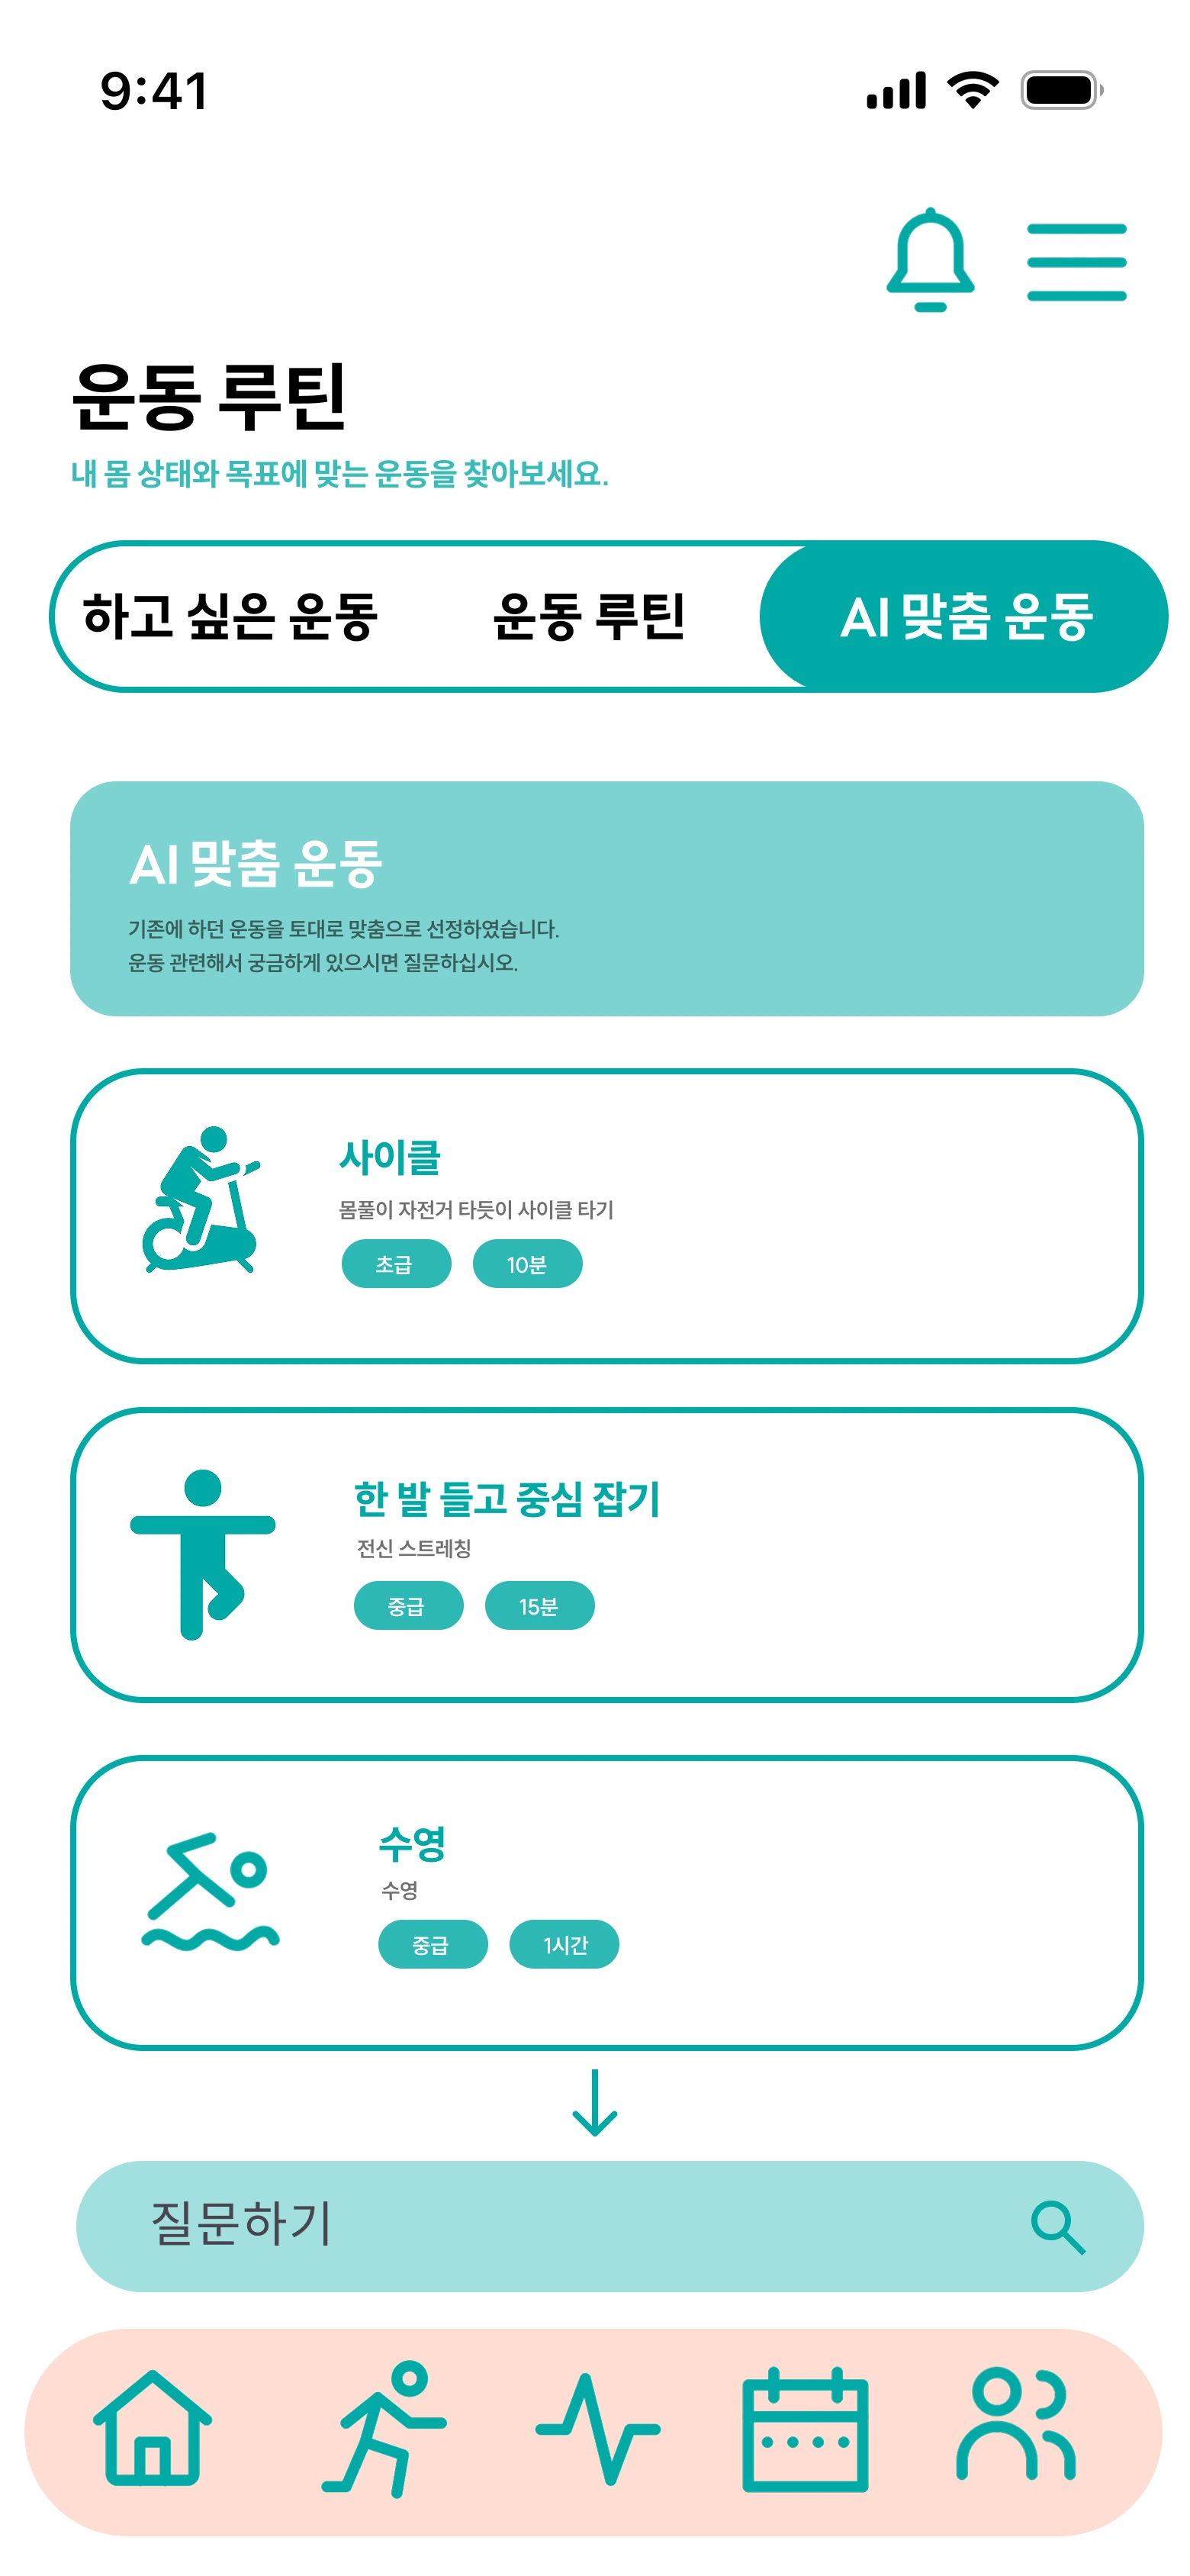 9:41
운동 루틴
내 몸 상태와 목표에 맞는 운동을 찾아보세요.
하고 싶은 운동 운동 루틴 AI 맞춤 운동
AI 맞춤 운동
기존에 하던 운동을 토대로 맞춤으로 선정하였습니다.
운동 관련해서 궁금하게 있으시면 질문하십시오.
사이클
몸풀이 자전거 타듯이 사이클 타기
초급 10분
한 발 들고 중심 잡기
전신 스트레칭
중급 15분
수영
수영
중급 1시간
질문하기